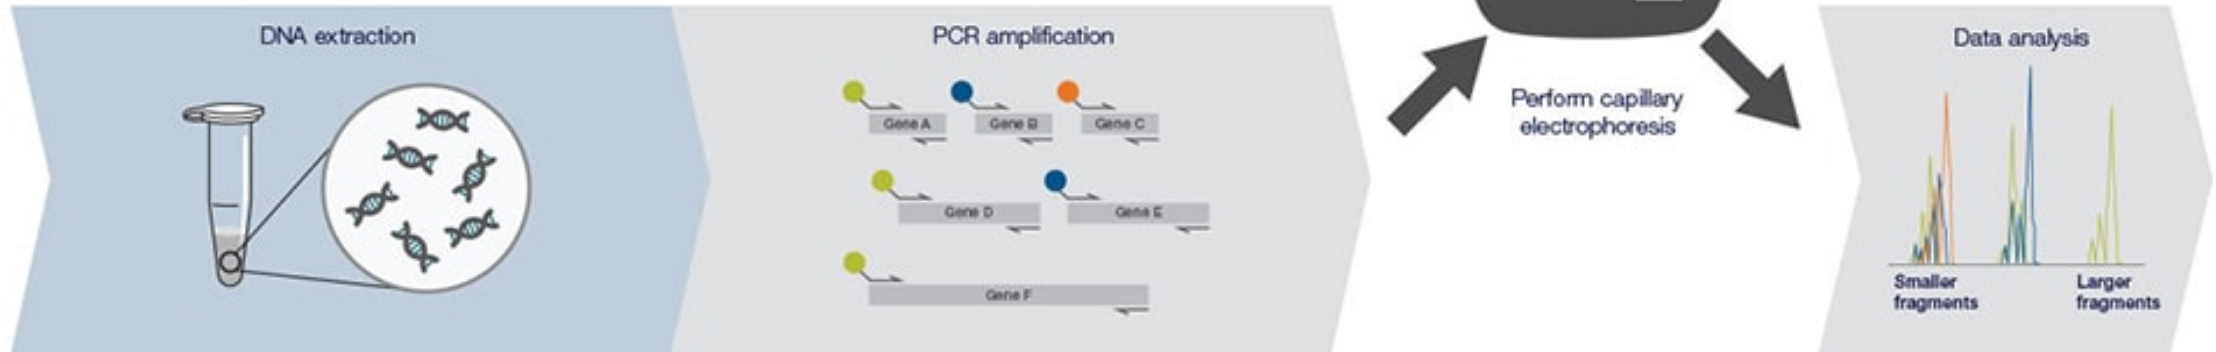 DNA extraction
PCR amplification
Gene A
Gene B
Gene C
Gene D
Gene E
Gene F
Perform capillary
electrophoresis
Data analysis
Smaller
fragments
Larger
fragments